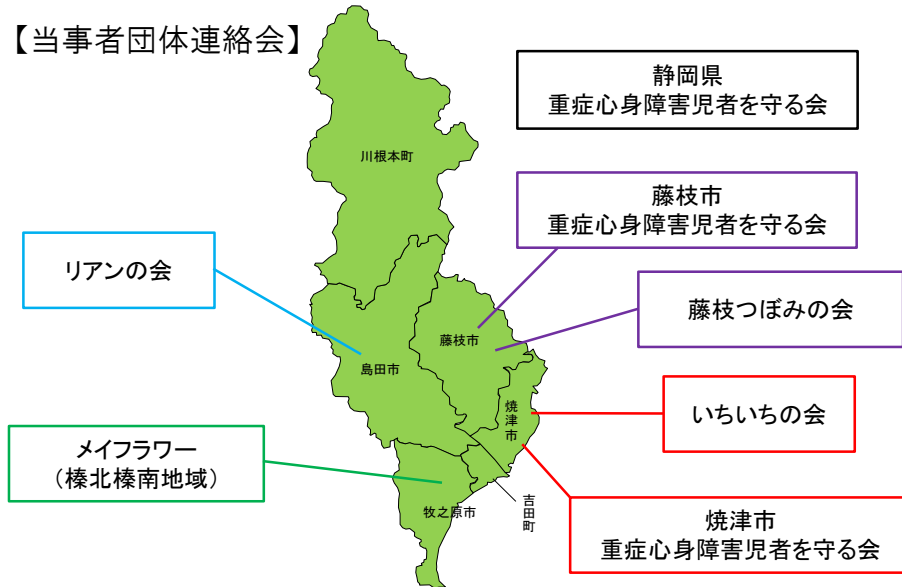 【当事者団体連絡会】
静岡県
重症心身障害児者を守る会
川根本町
藤枝市
重症心身障害児者を守る会
リアンの会
藤枝つぼみの会
藤枝市
島田市
焼津市
いちいちの会
メイフラワー
（榛北榛南地域）
吉田町
牧之原市
焼津市
重症心身障害児者を守る会